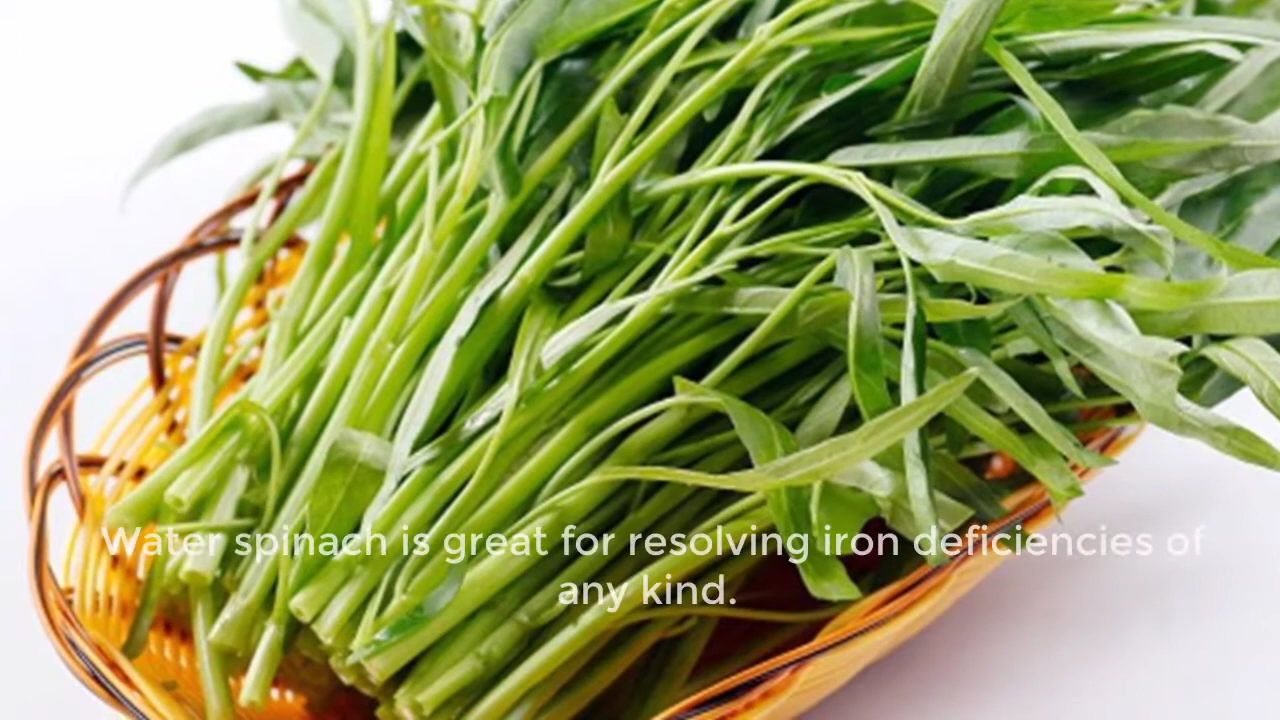 Water spinach is great for resolving iron deficiencies of
any kind.